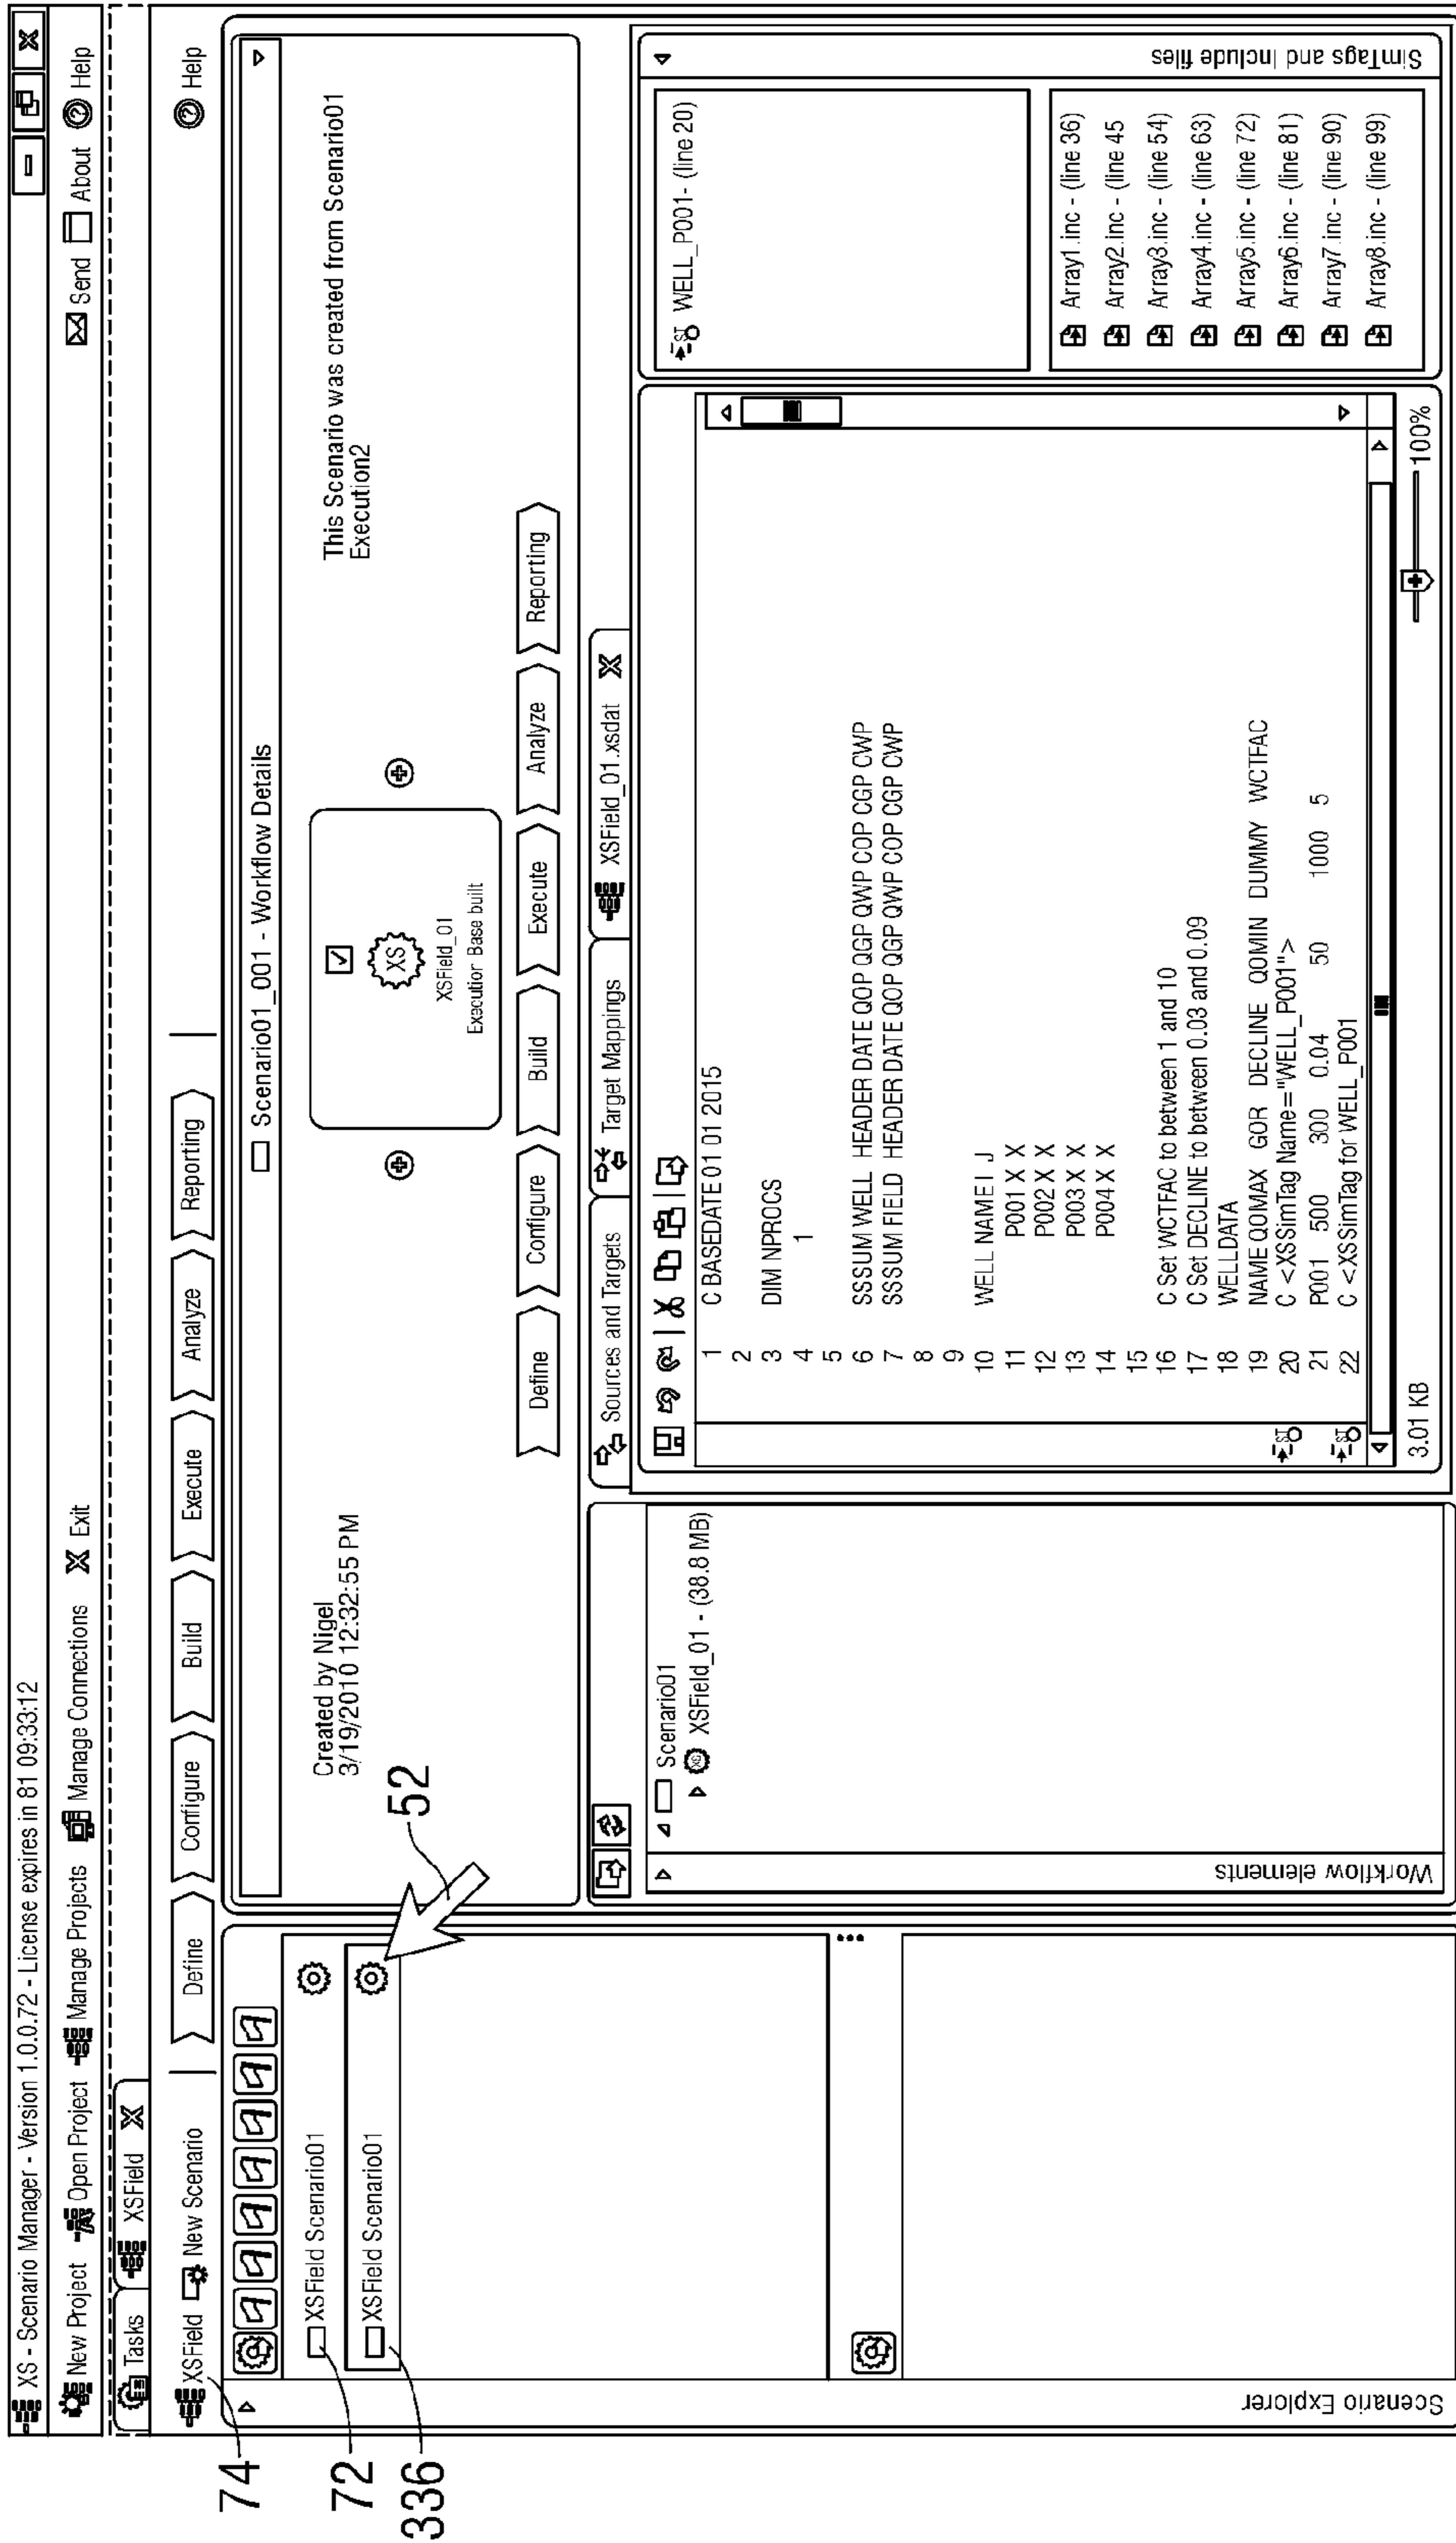 XS - Scenario Manager - Version 1.0.0.72 - License expires in 81 09:33:12
New Project Open Project Manage Projects Manage Connections X Exit Send About Help
Tasks XSField X
XSField New Scenario Define Configure Build Execute Analyze Reporting Help
74
72
336
52
XSField Scenario01
XSField Scenario01
Scenario Explorer
Scenario01_001 - Workflow Details
Created by Nigel
3/19/2010 12:32:55 PM
XS
XSField_01
Execution Base built
This Scenario was created from Scenario01
Execution2
Define Configure Build Execute Analyze Reporting
Workflow elements
Scenario01
XSField_01 - (38.8 MB)
Sources and Targets Target Mappings XSField_01.xsdat X
1 C BASEDATE 01 01 2015
2
3 DIM NPROCS
4 1
5
6 SSSUM WELL HEADER DATE QOP QGP QWP COP CGP CWP
7 SSSUM FIELD HEADER DATE QOP QGP QWP COP CGP CWP
8
9
10 WELL NAME I J
11 P001 X X
12 P002 X X
13 P003 X X
14 P004 X X
15
16 C Set WCTFAC to between 1 and 10
17 C Set DECLINE to between 0.03 and 0.09
18 WELLDATA
19 NAME QOMAX GOR DECLINE QOMIN DUMMY WCTFAC
20 C <XSSimTag Name="WELL_P001">
21 P001 500 300 0.04 50 1000 5
22 C <XSSimTag for WELL_P001
ST
ST
3.01 KB 100%
ST WELL_P001- (line 20)
Array1.inc - (line 36)
Array2.inc - (line 45
Array3.inc - (line 54)
Array4.inc - (line 63)
Array5.inc - (line 72)
Array6.inc - (line 81)
Array7.inc - (line 90)
Array8.inc - (line 99)
SimTags and Include files